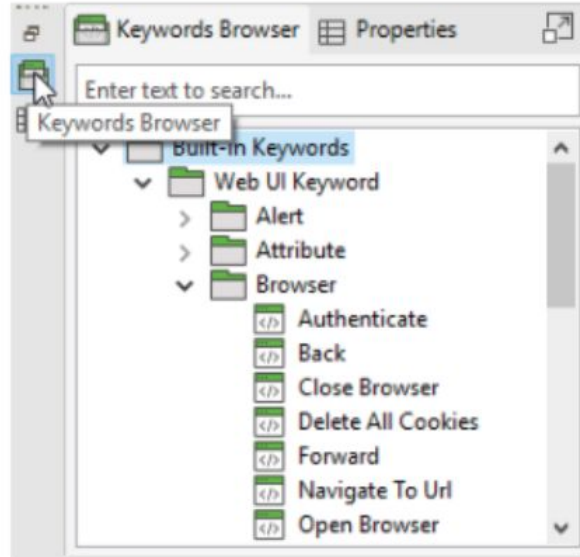 Keywords Browser Properties
Enter text to search...
Keywords Browser
Built-In Keywords
Web UI Keyword
Alert
Attribute
Browser
Authenticate
Back
Close Browser
Delete All Cookies
Forward
Navigate To Url
Open Browser